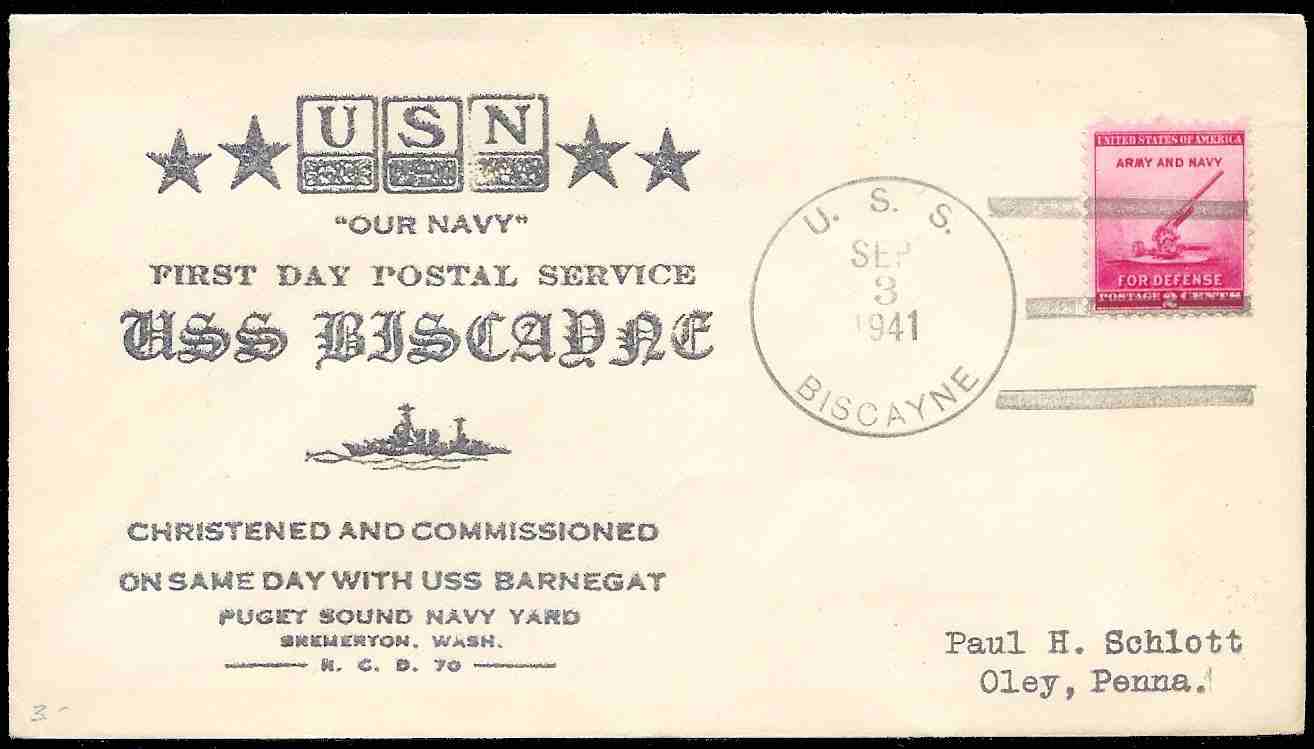 USN
"OUR NAVY"
FIRST DAY POSTAL SERVICE
USS BISCAYNE
CHRISTENED AND COMMISSIONED
ON SAME DAY WITH USS BARNEGAT
PUGET SOUND NAVY YARD
BREMERTON. WASH.
N. C. D. 70
U. S. S.
SEP
3
1941
BISCAYNE
UNITED STATES OF AMERICA
ARMY AND NAVY
FOR DEFENSE
POSTAGE 2 CENTS
Paul H. Schlott
Oley, Penna.
3-